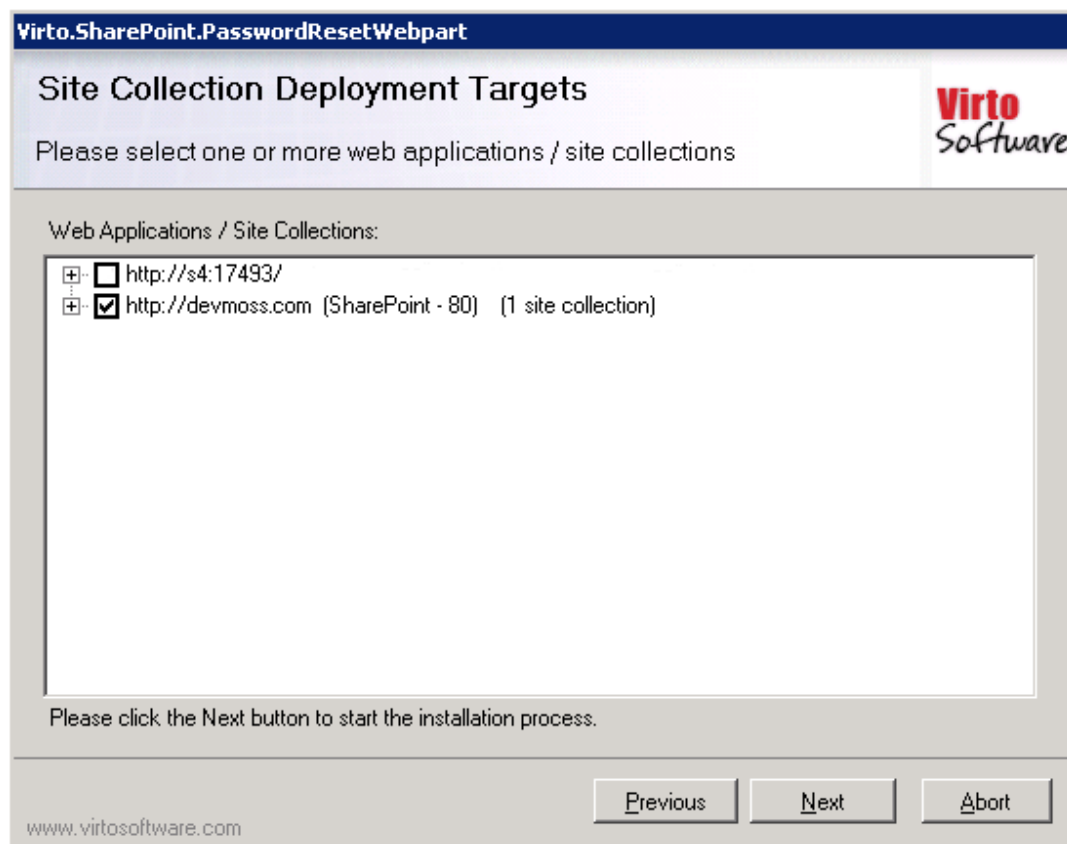 Virto.SharePoint.PasswordResetWebpart
Site Collection Deployment Targets
Please select one or more web applications / site collections
Virto
Software
Web Applications / Site Collections:
http://s4:17493/
http://devmoss.com (SharePoint - 80) (1 site collection)
Please click the Next button to start the installation process.
Previous
Next
Abort
www.virtosoftware.com